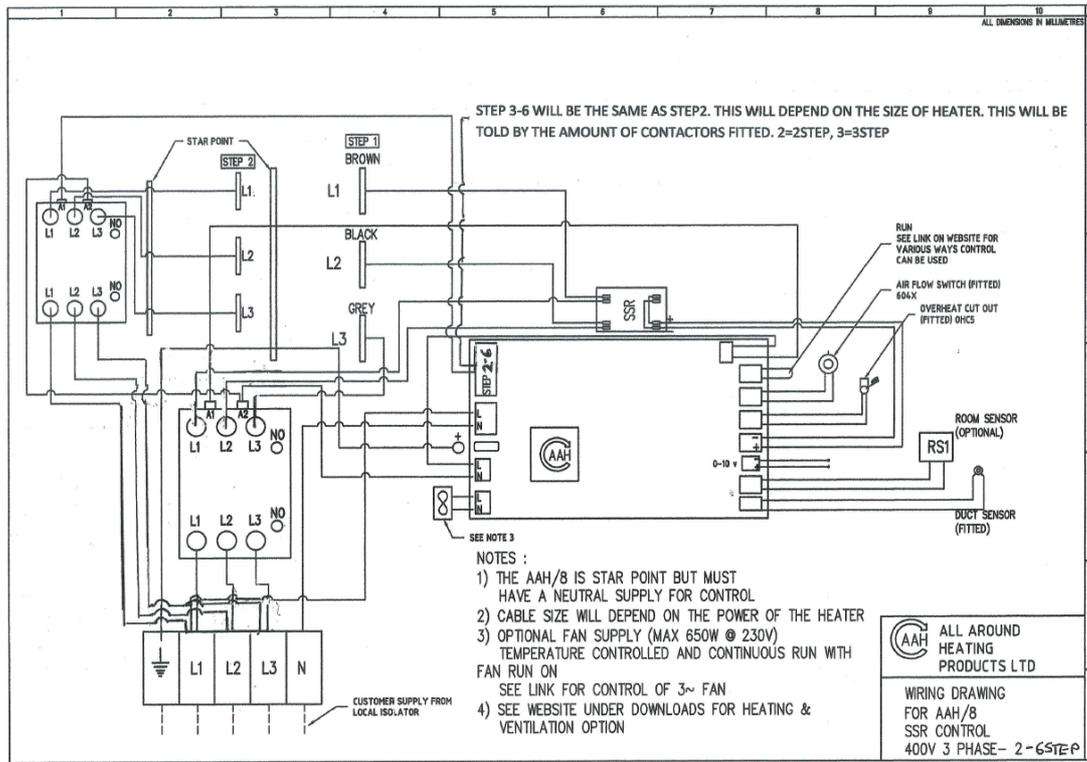 1 2 3 4 5 6 7 8 9 10
ALL DIMENSIONS IN MILLIMETRES
STEP 3-6 WILL BE THE SAME AS STEP2. THIS WILL DEPEND ON THE SIZE OF HEATER. THIS WILL BE
TOLD BY THE AMOUNT OF CONTACTORS FITTED. 2=2STEP, 3=3STEP
STAR POINT
STEP 2
STEP 1
BROWN
L1
L1
BLACK
L2
L2
GREY
L3
L3
A1 A2
L1 L2 L3 NO
NO
L1 L2 L3
SSR
+
RUN
SEE LINK ON WEBSITE FOR
VARIOUS WAYS CONTROL
CAN BE USED
AIR FLOW SWITCH (FITTED)
604X
OVERHEAT CUT OUT
(FITTED) OHC5
STEP 2-6
A1 A2
L1 L2 L3 NO
NO
L1 L2 L3
L
N
+
L
N
L
N
AAH
-
+
0-10 v
ROOM SENSOR
(OPTIONAL)
RS1
DUCT SENSOR
(FITTED)
SEE NOTE 3
NOTES :
1) THE AAH/8 IS STAR POINT BUT MUST
HAVE A NEUTRAL SUPPLY FOR CONTROL
2) CABLE SIZE WILL DEPEND ON THE POWER OF THE HEATER
3) OPTIONAL FAN SUPPLY (MAX 650W @ 230V)
TEMPERATURE CONTROLLED AND CONTINUOUS RUN WITH
FAN RUN ON
SEE LINK FOR CONTROL OF 3~ FAN
4) SEE WEBSITE UNDER DOWNLOADS FOR HEATING &
VENTILATION OPTION
L1 L2 L3 N
CUSTOMER SUPPLY FROM
LOCAL ISOLATOR
AAH
ALL AROUND
HEATING
PRODUCTS LTD
WIRING DRAWING
FOR AAH/8
SSR CONTROL
400V 3 PHASE- 2-6STEP